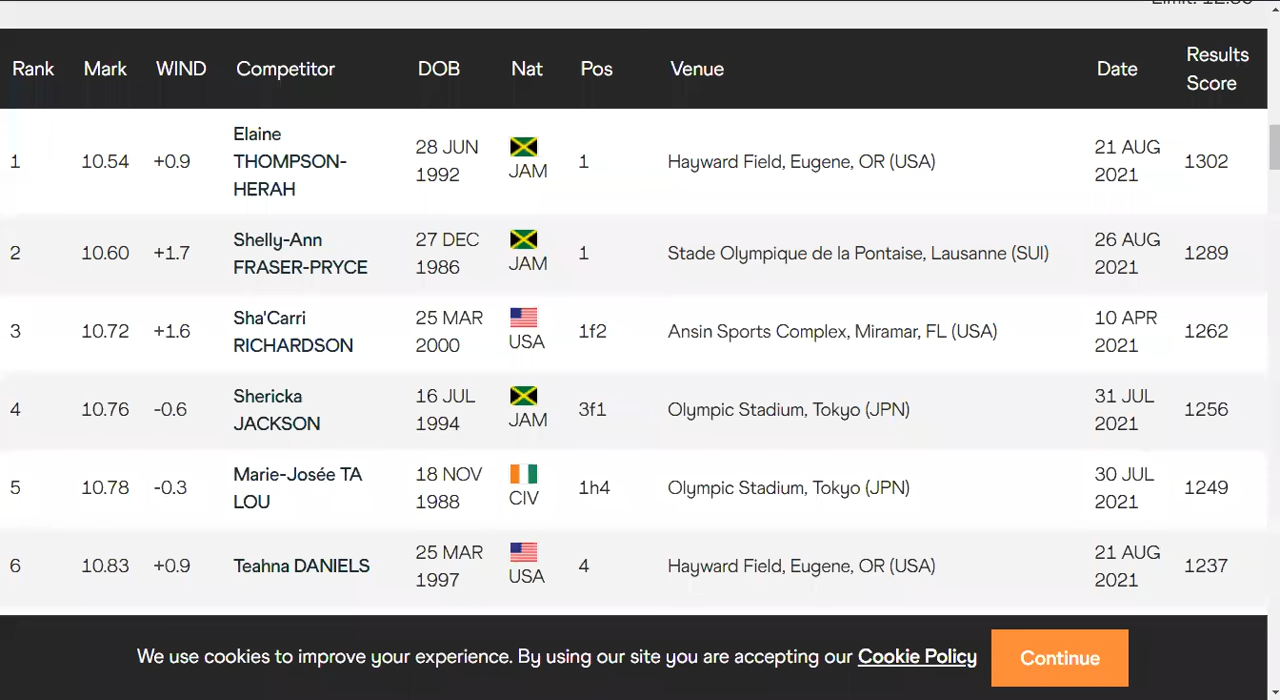 Rank Mark WIND Competitor DOB Nat Pos Venue Date Results Score
1 10.54 +0.9 Elaine THOMPSON-HERAH 28 JUN 1992 JAM 1 Hayward Field, Eugene, OR (USA) 21 AUG 2021 1302
2 10.60 +1.7 Shelly-Ann FRASER-PRYCE 27 DEC 1986 JAM 1 Stade Olympique de la Pontaise, Lausanne (SUI) 26 AUG 2021 1289
3 10.72 +1.6 Sha'Carri RICHARDSON 25 MAR 2000 USA 1f2 Ansin Sports Complex, Miramar, FL (USA) 10 APR 2021 1262
4 10.76 -0.6 Shericka JACKSON 16 JUL 1994 JAM 3f1 Olympic Stadium, Tokyo (JPN) 31 JUL 2021 1256
5 10.78 -0.3 Marie-Josée TA LOU 18 NOV 1988 CIV 1h4 Olympic Stadium, Tokyo (JPN) 30 JUL 2021 1249
6 10.83 +0.9 Teahna DANIELS 25 MAR 1997 USA 4 Hayward Field, Eugene, OR (USA) 21 AUG 2021 1237
We use cookies to improve your experience. By using our site you are accepting our Cookie Policy Continue